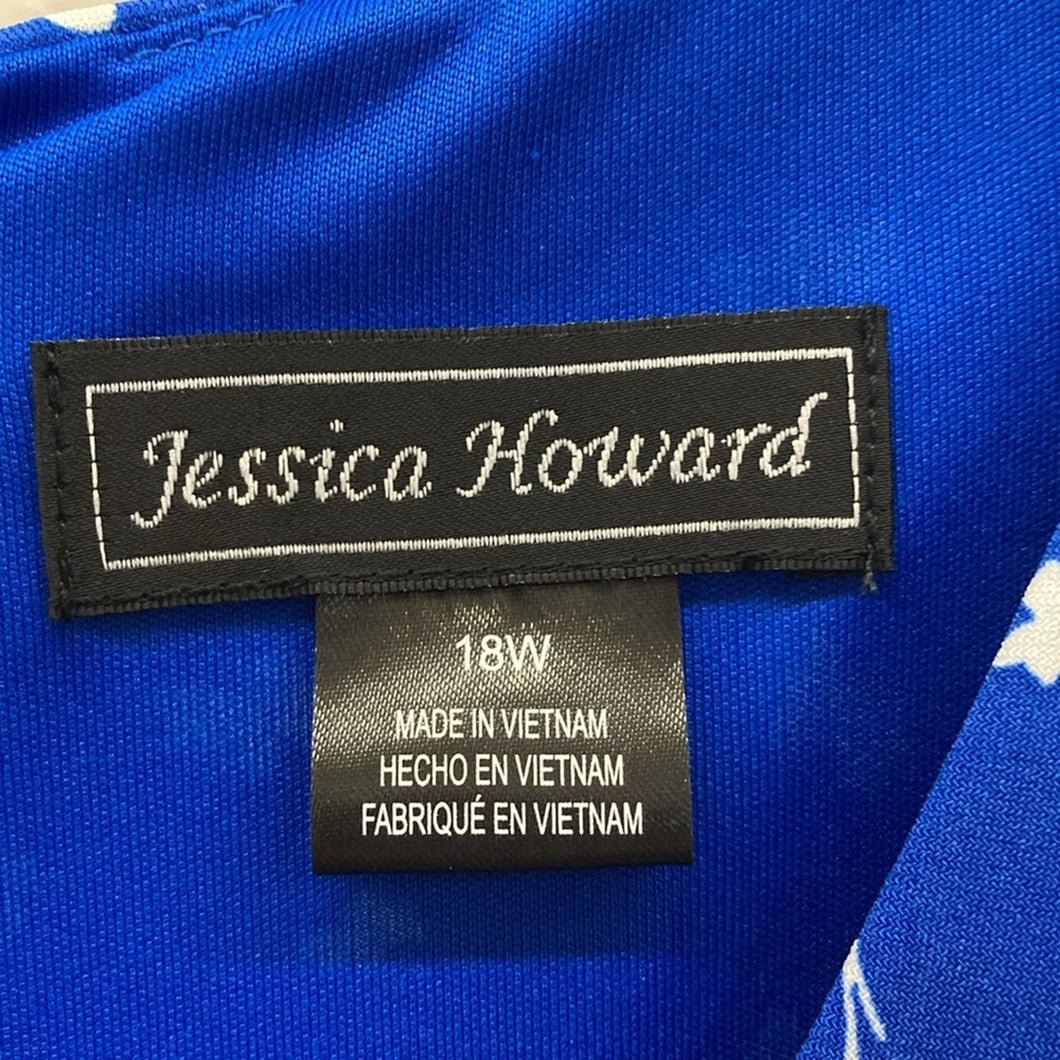 Jessica Howard
18W
MADE IN VIETNAM
HECHO EN VIETNAM
FABRIQUÉ EN VIETNAM